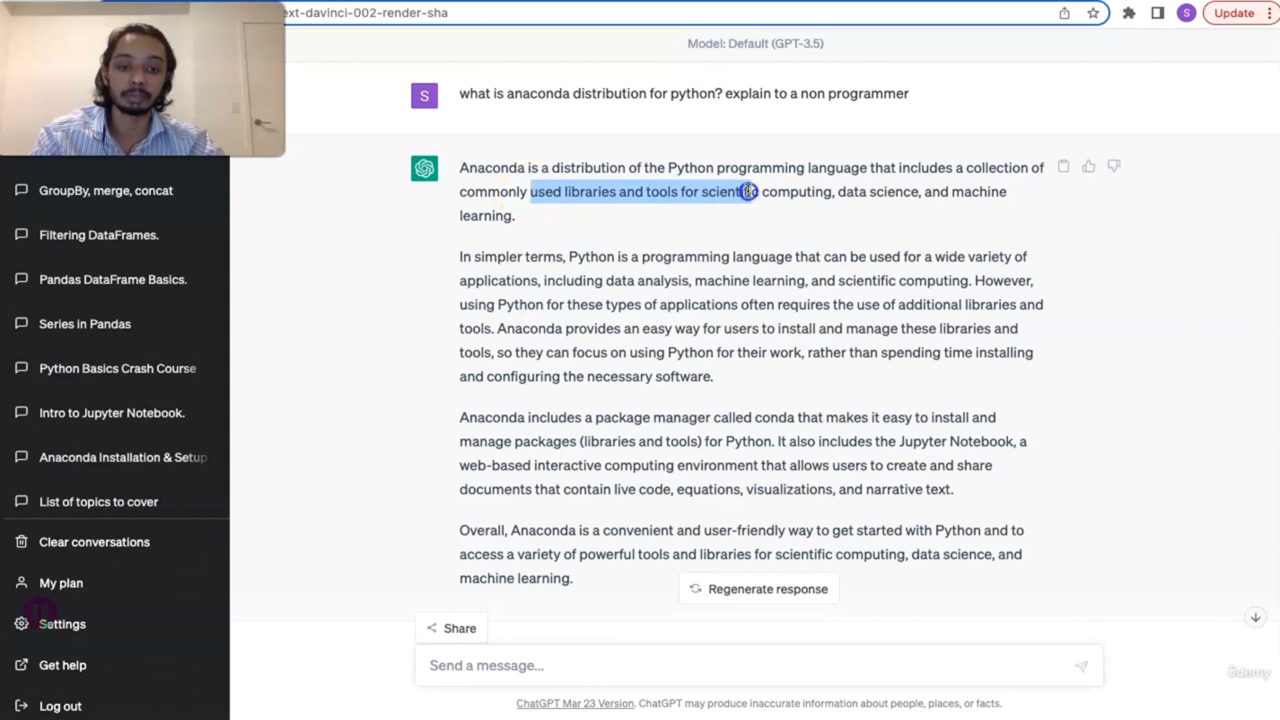 ext-davinci-002-render-sha
S
Update
Model: Default (GPT-3.5)
S
what is anaconda distribution for python? explain to a non programmer
Anaconda is a distribution of the Python programming language that includes a collection of
commonly used libraries and tools for scientific computing, data science, and machine
learning.
In simpler terms, Python is a programming language that can be used for a wide variety of
applications, including data analysis, machine learning, and scientific computing. However,
using Python for these types of applications often requires the use of additional libraries and
tools. Anaconda provides an easy way for users to install and manage these libraries and
tools, so they can focus on using Python for their work, rather than spending time installing
and configuring the necessary software.
Anaconda includes a package manager called conda that makes it easy to install and
manage packages (libraries and tools) for Python. It also includes the Jupyter Notebook, a
web-based interactive computing environment that allows users to create and share
documents that contain live code, equations, visualizations, and narrative text.
Overall, Anaconda is a convenient and user-friendly way to get started with Python and to
access a variety of powerful tools and libraries for scientific computing, data science, and
machine learning.
Regenerate response
Share
Send a message...
ChatGPT Mar 23 Version. ChatGPT may produce inaccurate information about people, places, or facts.
GroupBy, merge, concat
Filtering DataFrames.
Pandas DataFrame Basics.
Series in Pandas
Python Basics Crash Course
Intro to Jupyter Notebook.
Anaconda Installation & Setup
List of topics to cover
Clear conversations
My plan
Settings
Get help
Log out
ûdemy